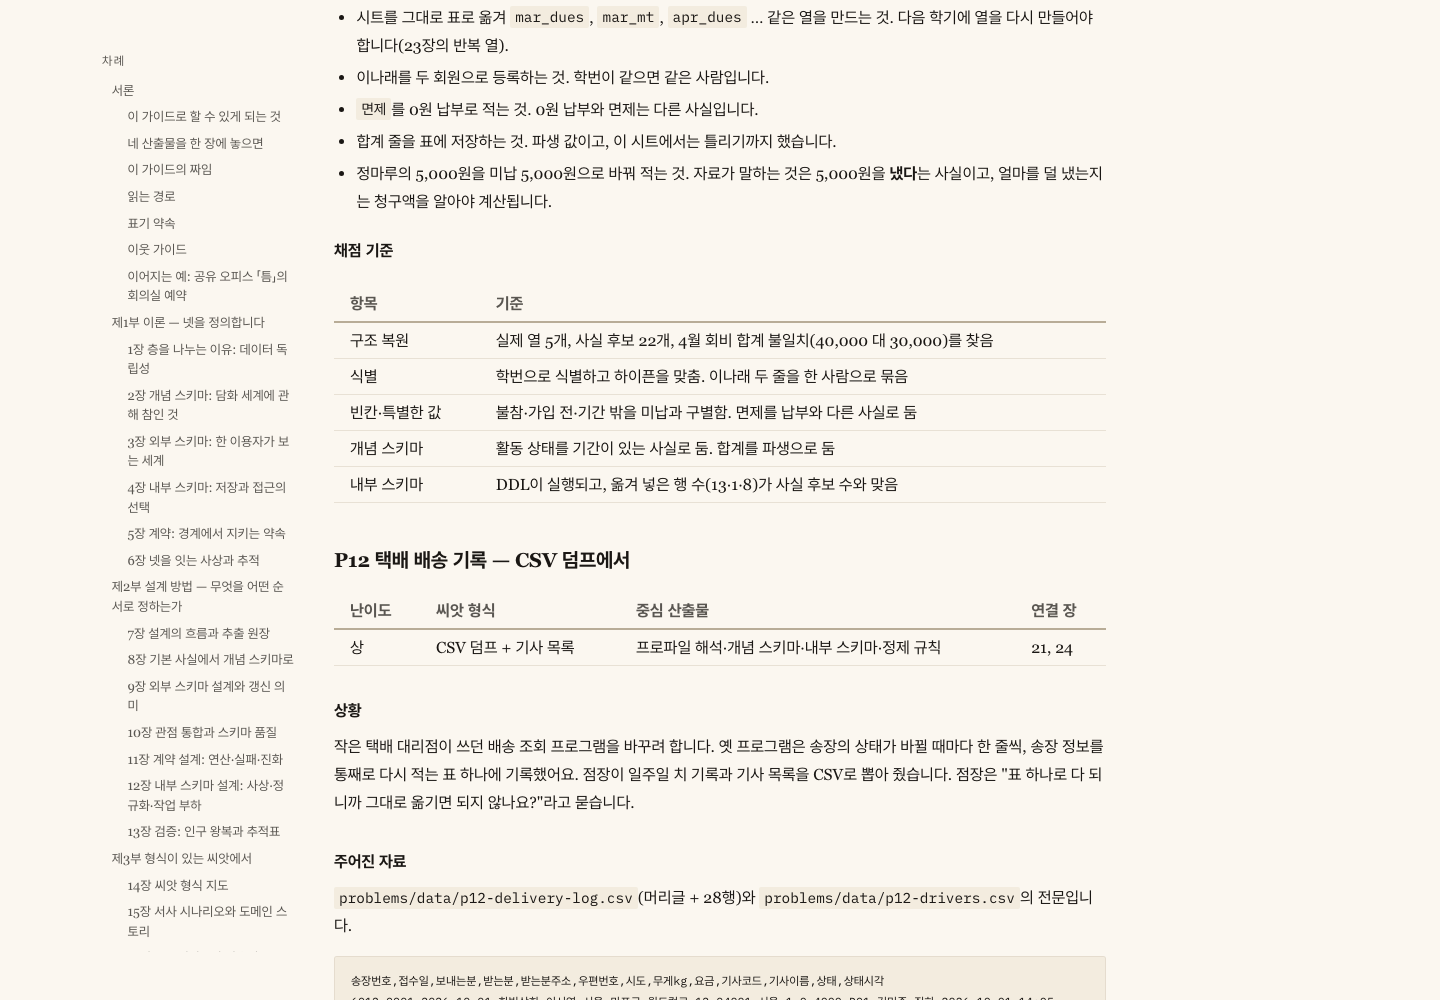 차례
서론
이 가이드로 할 수 있게 되는 것
네 산출물을 한 장에 놓으면
이 가이드의 짜임
읽는 경로
표기 약속
이웃 가이드
이어지는 예: 공유 오피스 「틈」의
회의실 예약
제1부 이론 — 넷을 정의합니다
1장 층을 나누는 이유: 데이터 독
립성
2장 개념 스키마: 담화 세계에 관
해 참인 것
3장 외부 스키마: 한 이용자가 보
는 세계
4장 내부 스키마: 저장과 접근의
선택
5장 계약: 경계에서 지키는 약속
6장 넷을 잇는 사상과 추적
제2부 설계 방법 — 무엇을 어떤 순
서로 정하는가
7장 설계의 흐름과 추출 원장
8장 기본 사실에서 개념 스키마로
9장 외부 스키마 설계와 갱신 의
미
10장 관점 통합과 스키마 품질
11장 계약 설계: 연산·실패·진화
12장 내부 스키마 설계: 사상·정
규화·작업 부하
13장 검증: 인구 왕복과 추적표
제3부 형식이 있는 씨앗에서
14장 씨앗 형식 지도
15장 서사 시나리오와 도메인 스
토리
시트를 그대로 표로 옮겨 mar_dues, mar_mt, apr_dues … 같은 열을 만드는 것. 다음 학기에 열을 다시 만들어야
합니다(23장의 반복 열).
이나래를 두 회원으로 등록하는 것. 학번이 같으면 같은 사람입니다.
면제를 0원 납부로 적는 것. 0원 납부와 면제는 다른 사실입니다.
합계 줄을 표에 저장하는 것. 파생 값이고, 이 시트에서는 틀리기까지 했습니다.
정마루의 5,000원을 미납 5,000원으로 바꿔 적는 것. 자료가 말하는 것은 5,000원을 냈다는 사실이고, 얼마를 덜 냈는지
는 청구액을 알아야 계산됩니다.
채점 기준
항목 기준
구조 복원 실제 열 5개, 사실 후보 22개, 4월 회비 합계 불일치(40,000 대 30,000)를 찾음
식별 학번으로 식별하고 하이픈을 맞춤. 이나래 두 줄을 한 사람으로 묶음
빈칸·특별한 값 불참·가입 전·기간 밖을 미납과 구별함. 면제를 납부와 다른 사실로 둠
개념 스키마 활동 상태를 기간이 있는 사실로 둠. 합계를 파생으로 둠
내부 스키마 DDL이 실행되고, 옮겨 넣은 행 수(13·1·8)가 사실 후보 수와 맞음
P12 택배 배송 기록 — CSV 덤프에서
난이도 씨앗 형식 중심 산출물 연결 장
상 CSV 덤프 + 기사 목록 프로파일 해석·개념 스키마·내부 스키마·정제 규칙 21, 24
상황
작은 택배 대리점이 쓰던 배송 조회 프로그램을 바꾸려 합니다. 옛 프로그램은 송장의 상태가 바뀔 때마다 한 줄씩, 송장 정보를
통째로 다시 적는 표 하나에 기록했어요. 점장이 일주일 치 기록과 기사 목록을 CSV로 뽑아 줬습니다. 점장은 "표 하나로 다 되
니까 그대로 옮기면 되지 않나요?"라고 묻습니다.
주어진 자료
problems/data/p12-delivery-log.csv(머리글 + 28행)와 problems/data/p12-drivers.csv의 전문입니
다.
송장번호,접수일,보내는분,받는분,받는분주소,우편번호,시도,무게kg,요금,기사코드,기사이름,상태,상태시각